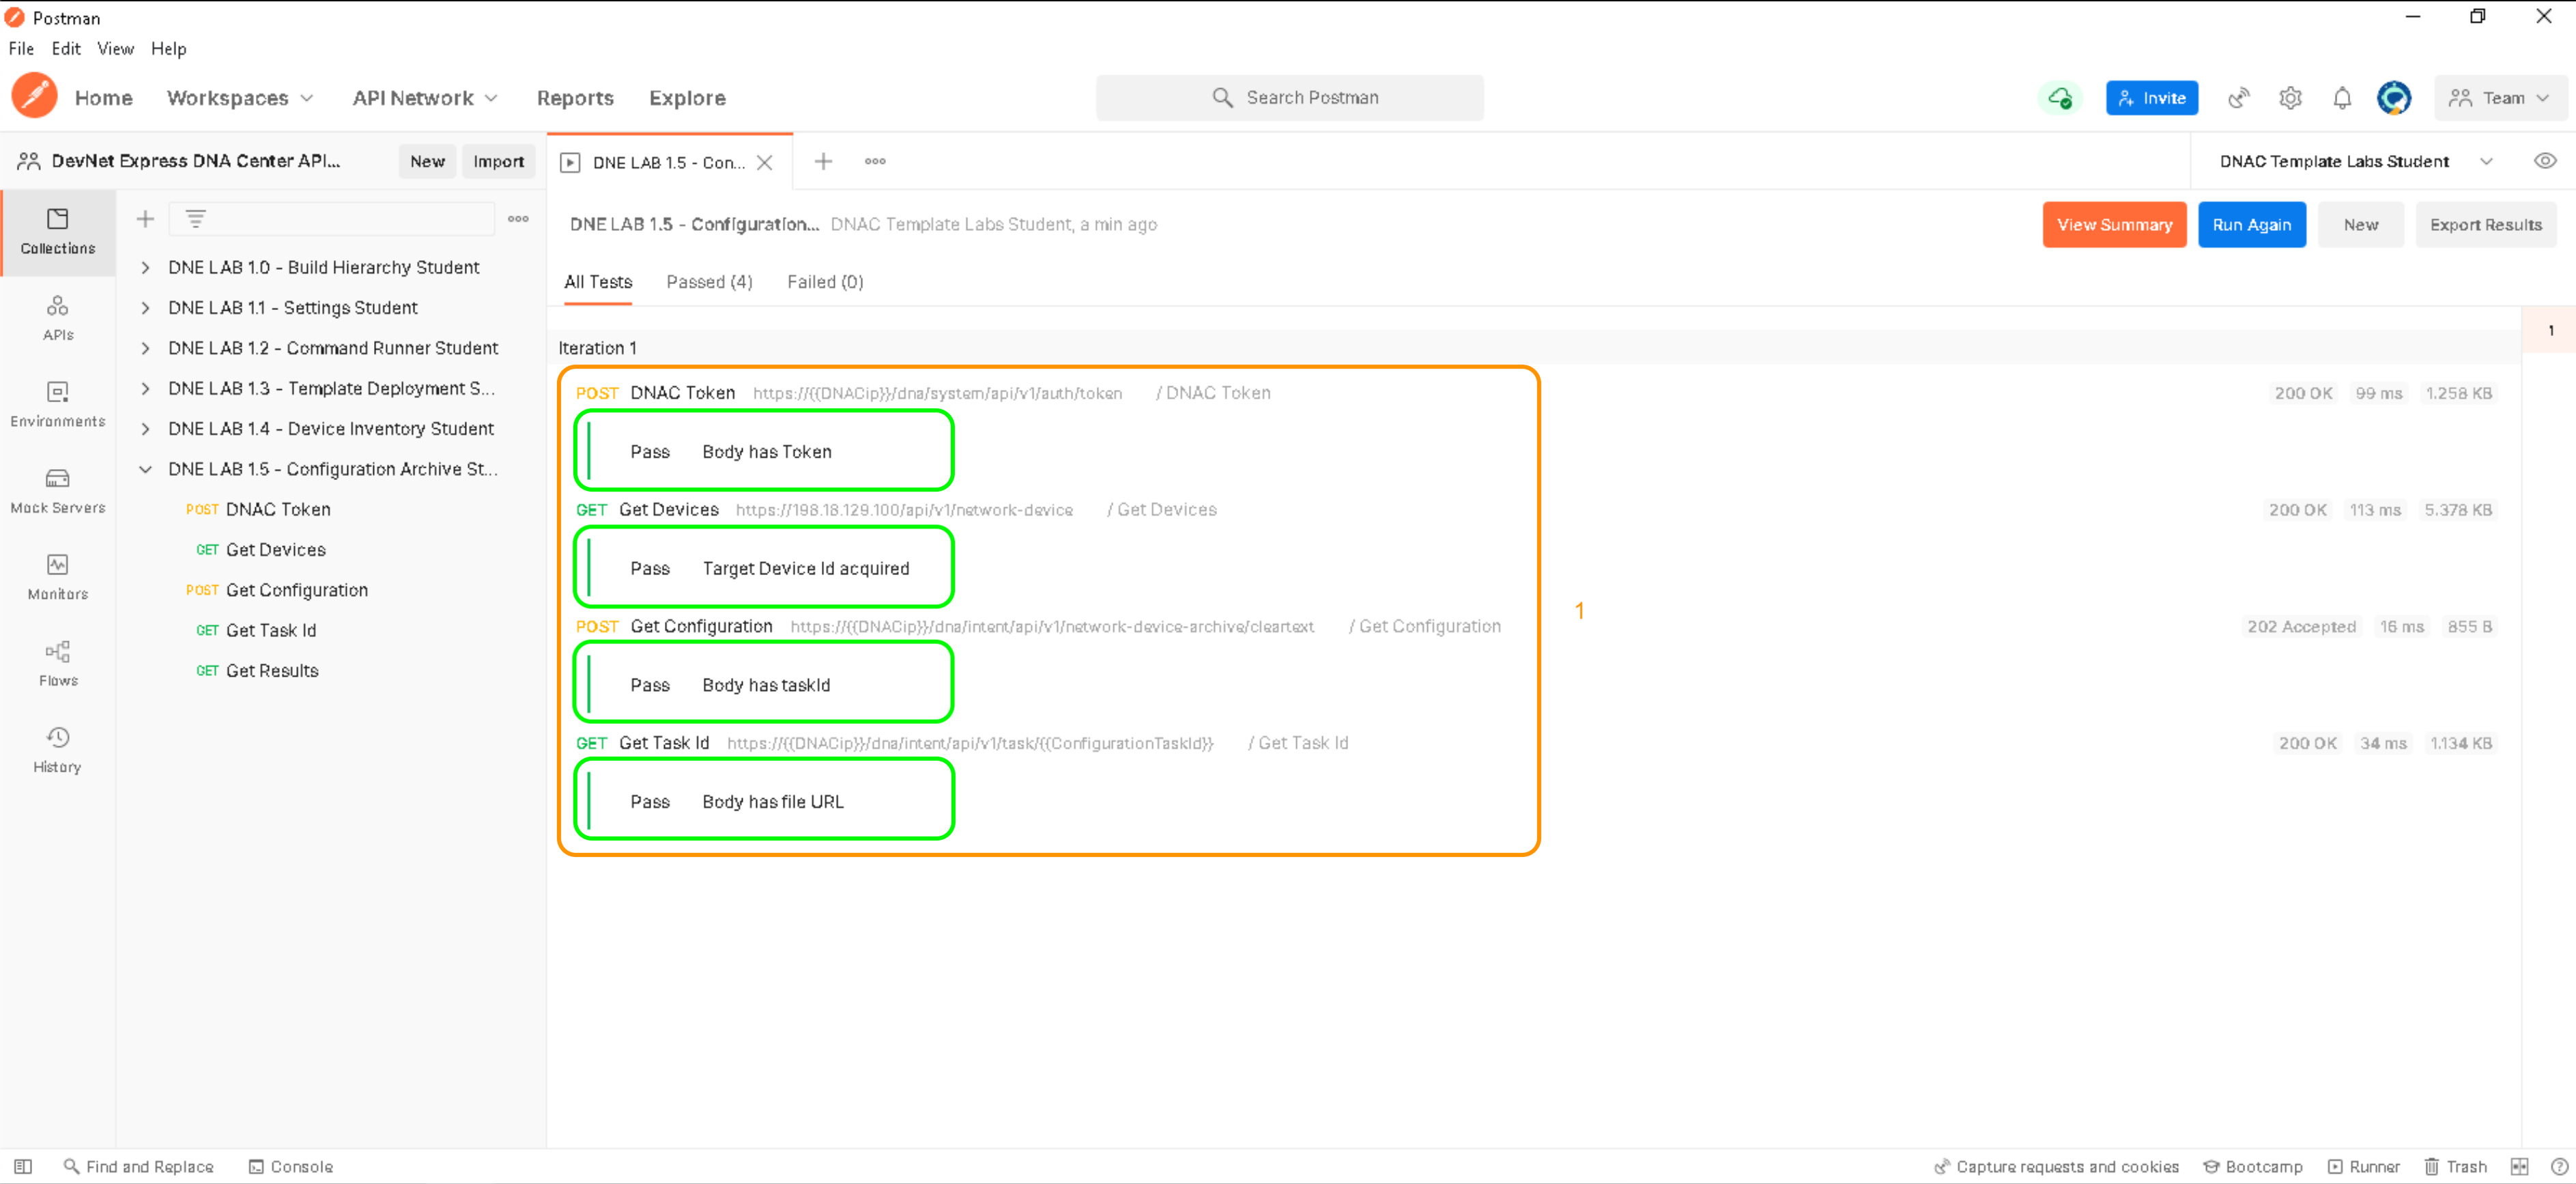 Postman
File Edit View Help
Home Workspaces API Network Reports Explore Search Postman Invite Team
DevNet Express DNA Center API... New Import DNE LAB 1.5 - Con... DNAC Template Labs Student
Collections
APIs
Environments
Mock Servers
Monitors
Flows
History
DNE LAB 1.0 - Build Hierarchy Student
DNE LAB 1.1 - Settings Student
DNE LAB 1.2 - Command Runner Student
DNE LAB 1.3 - Template Deployment S...
DNE LAB 1.4 - Device Inventory Student
DNE LAB 1.5 - Configuration Archive St...
POST DNAC Token
GET Get Devices
POST Get Configuration
GET Get Task Id
GET Get Results
DNE LAB 1.5 - Configuration... DNAC Template Labs Student, a min ago View Summary Run Again New Export Results
All Tests Passed (4) Failed (0)
1
Iteration 1
POST DNAC Token https://{{DNACip}}/dna/system/api/v1/auth/token / DNAC Token 200 OK 99 ms 1.258 KB
Pass Body has Token
GET Get Devices https://198.18.129.100/api/v1/network-device / Get Devices 200 OK 113 ms 5.378 KB
Pass Target Device Id acquired
1
POST Get Configuration https://{{DNACip}}/dna/intent/api/v1/network-device-archive/cleartext / Get Configuration 202 Accepted 16 ms 855 B
Pass Body has taskId
GET Get Task Id https://{{DNACip}}/dna/intent/api/v1/task/{{ConfigurationTaskId}} / Get Task Id 200 OK 34 ms 1.134 KB
Pass Body has file URL
Find and Replace Console Capture requests and cookies Bootcamp Runner Trash